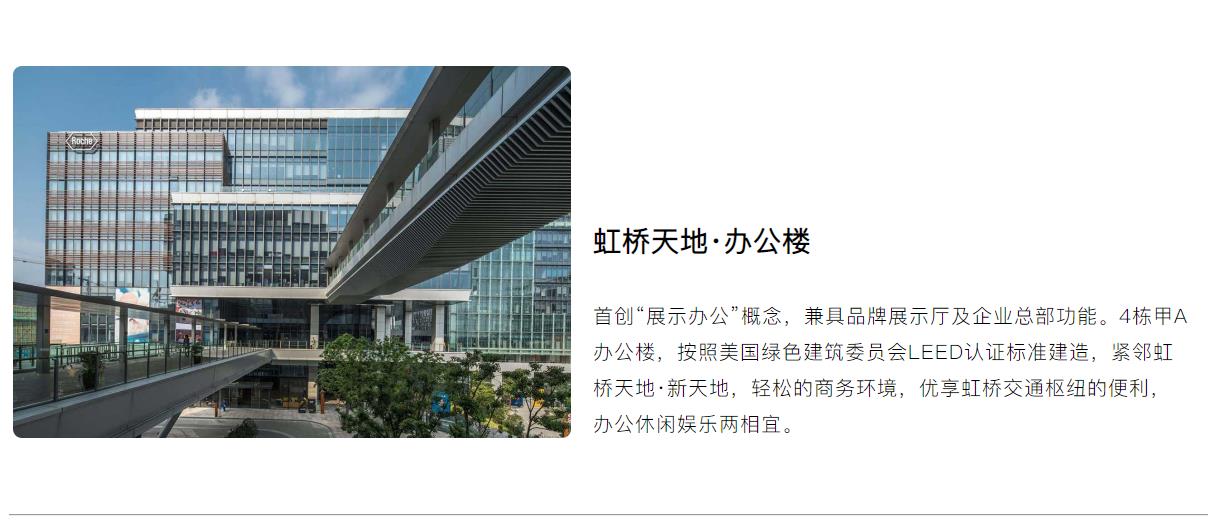 Roche
虹桥天地·办公楼
首创“展示办公”概念，兼具品牌展示厅及企业总部功能。4栋甲A
办公楼，按照美国绿色建筑委员会LEED认证标准建造，紧邻虹
桥天地·新天地，轻松的商务环境，优享虹桥交通枢纽的便利，
办公休闲娱乐两相宜。